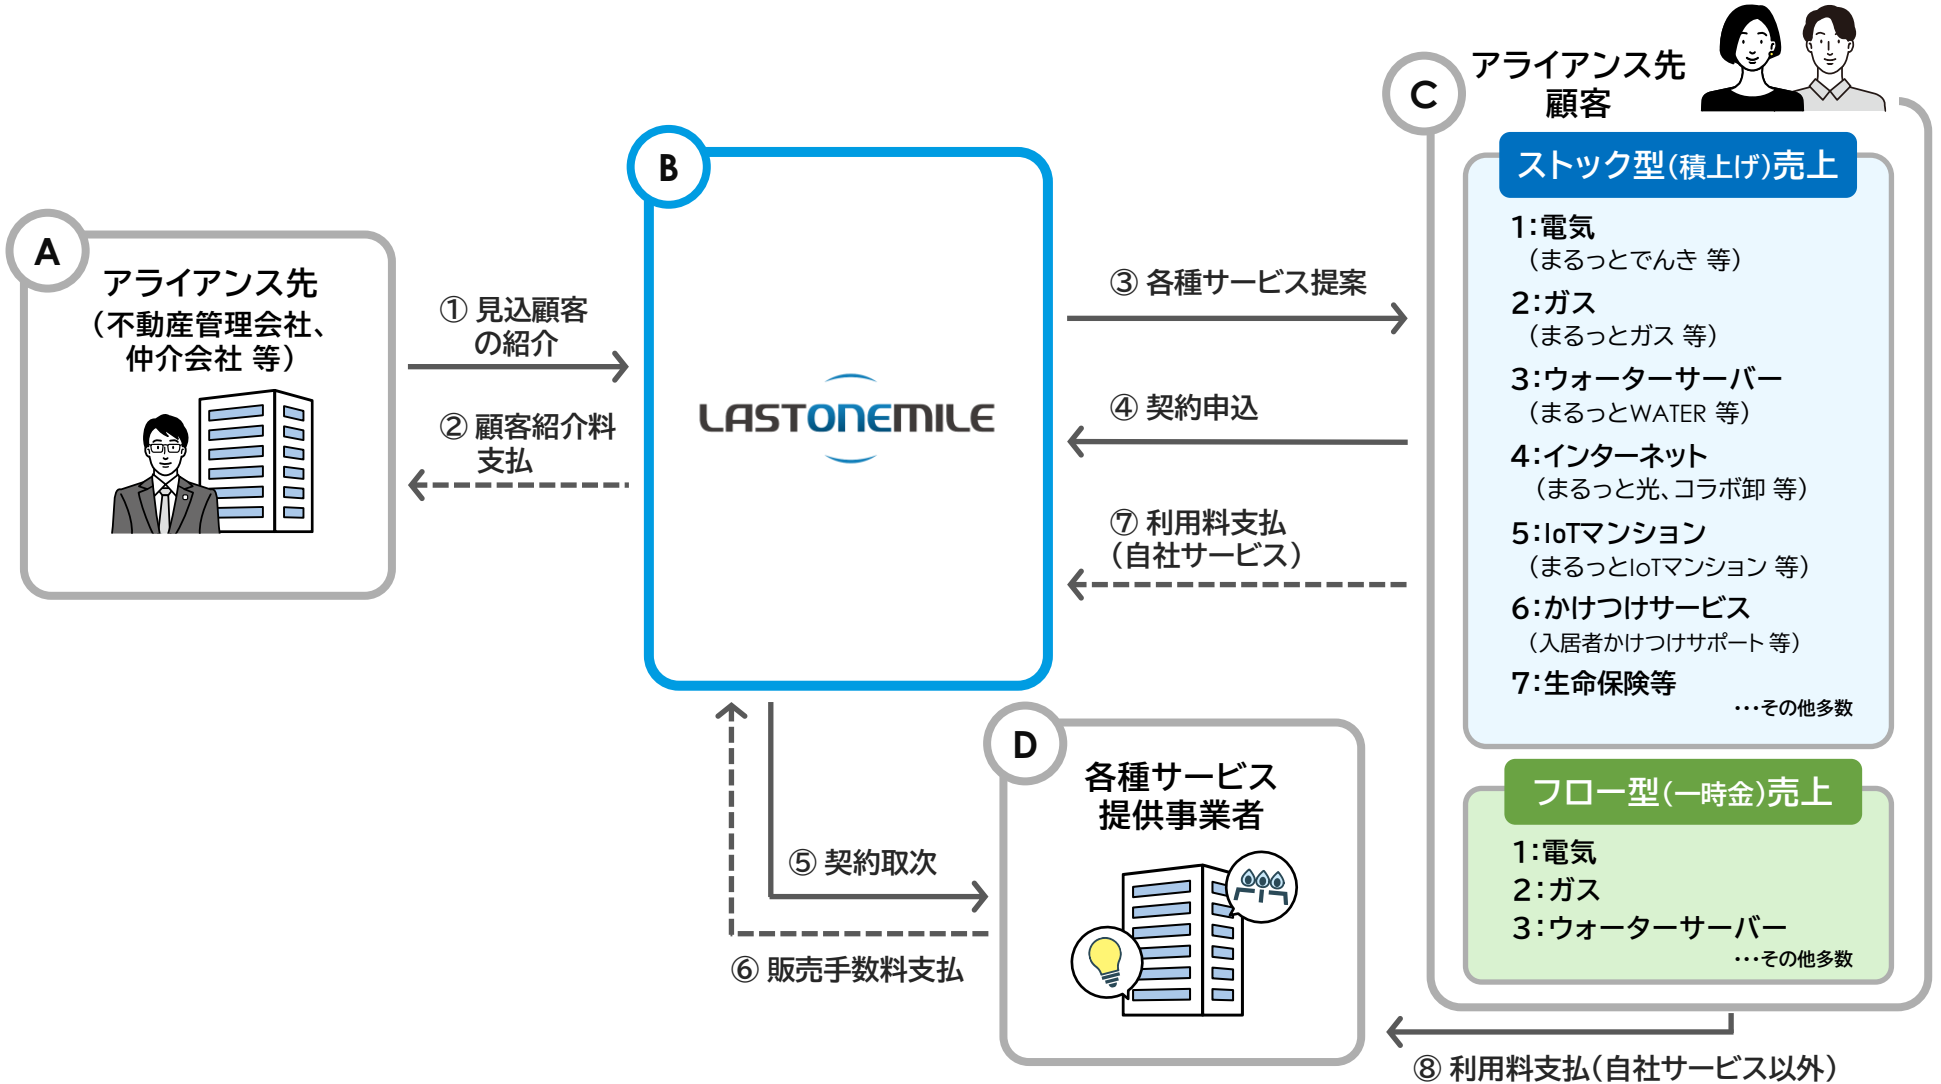 A
アライアンス先
（不動産管理会社、
仲介会社 等）
① 見込顧客
の紹介
② 顧客紹介料
支払
B
LASTONEMILE
③ 各種サービス提案
④ 契約申込
⑦ 利用料支払
（自社サービス）
⑤ 契約取次
⑥ 販売手数料支払
D
各種サービス
提供事業者
C
アライアンス先
顧客
ストック型（積上げ）売上
1：電気
（まるっとでんき 等）
2：ガス
（まるっとガス 等）
3：ウォーターサーバー
（まるっとWATER 等）
4：インターネット
（まるっと光、コラボ卸 等）
5：IoTマンション
（まるっとIoTマンション 等）
6：かけつけサービス
（入居者かけつけサポート 等）
7：生命保険等
…その他多数
フロー型（一時金）売上
1：電気
2：ガス
3：ウォーターサーバー
…その他多数
⑧ 利用料支払（自社サービス以外）